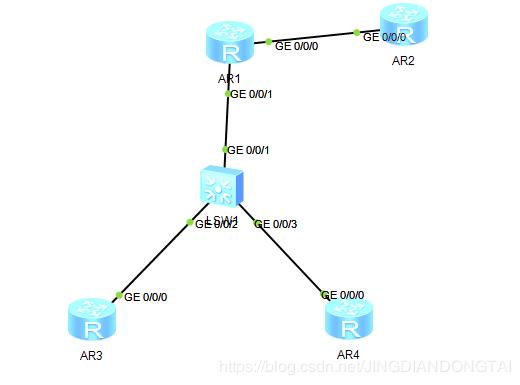 GE 0/0/0
GE 0/0/0
AR2
AR1
GE 0/0/1
GE 0/0/1
LSW1
GE 0/0/2
GE 0/0/3
GE 0/0/0
GE 0/0/0
AR3
AR4
https://blog.csdn.net/JINGDIANDONGTAI